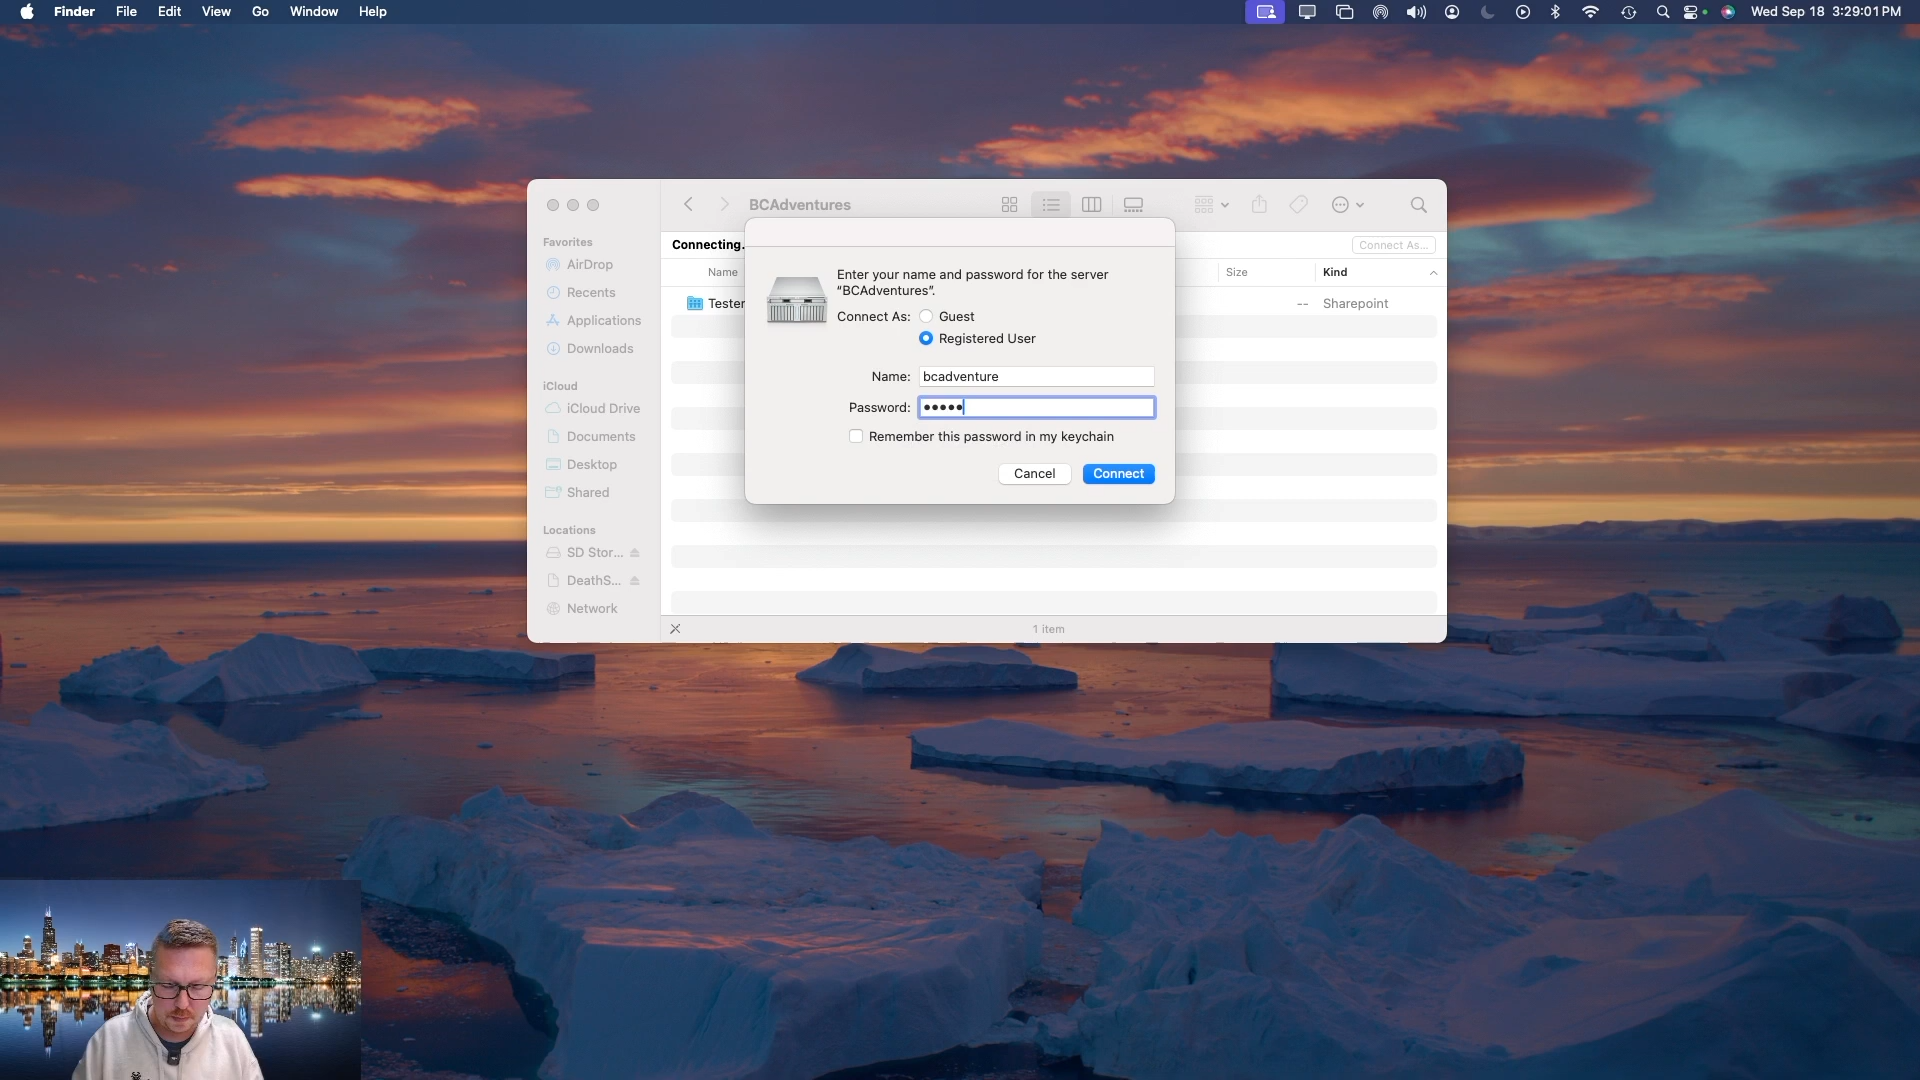 Finder File Edit View Go Window Help
Wed Sep 18 3:29:01 PM
BCAdventures
Favorites
AirDrop
Recents
Applications
Downloads
iCloud
iCloud Drive
Documents
Desktop
Shared
Locations
SD Stor...
DeathS...
Network
Connecting.
Connect As...
Name
Size
Kind
Tester
--
Sharepoint
Enter your name and password for the server
“BCAdventures”.
Connect As:
Guest
Registered User
Name:
bcadventure
Password:
•••••
Remember this password in my keychain
Cancel
Connect
1 item